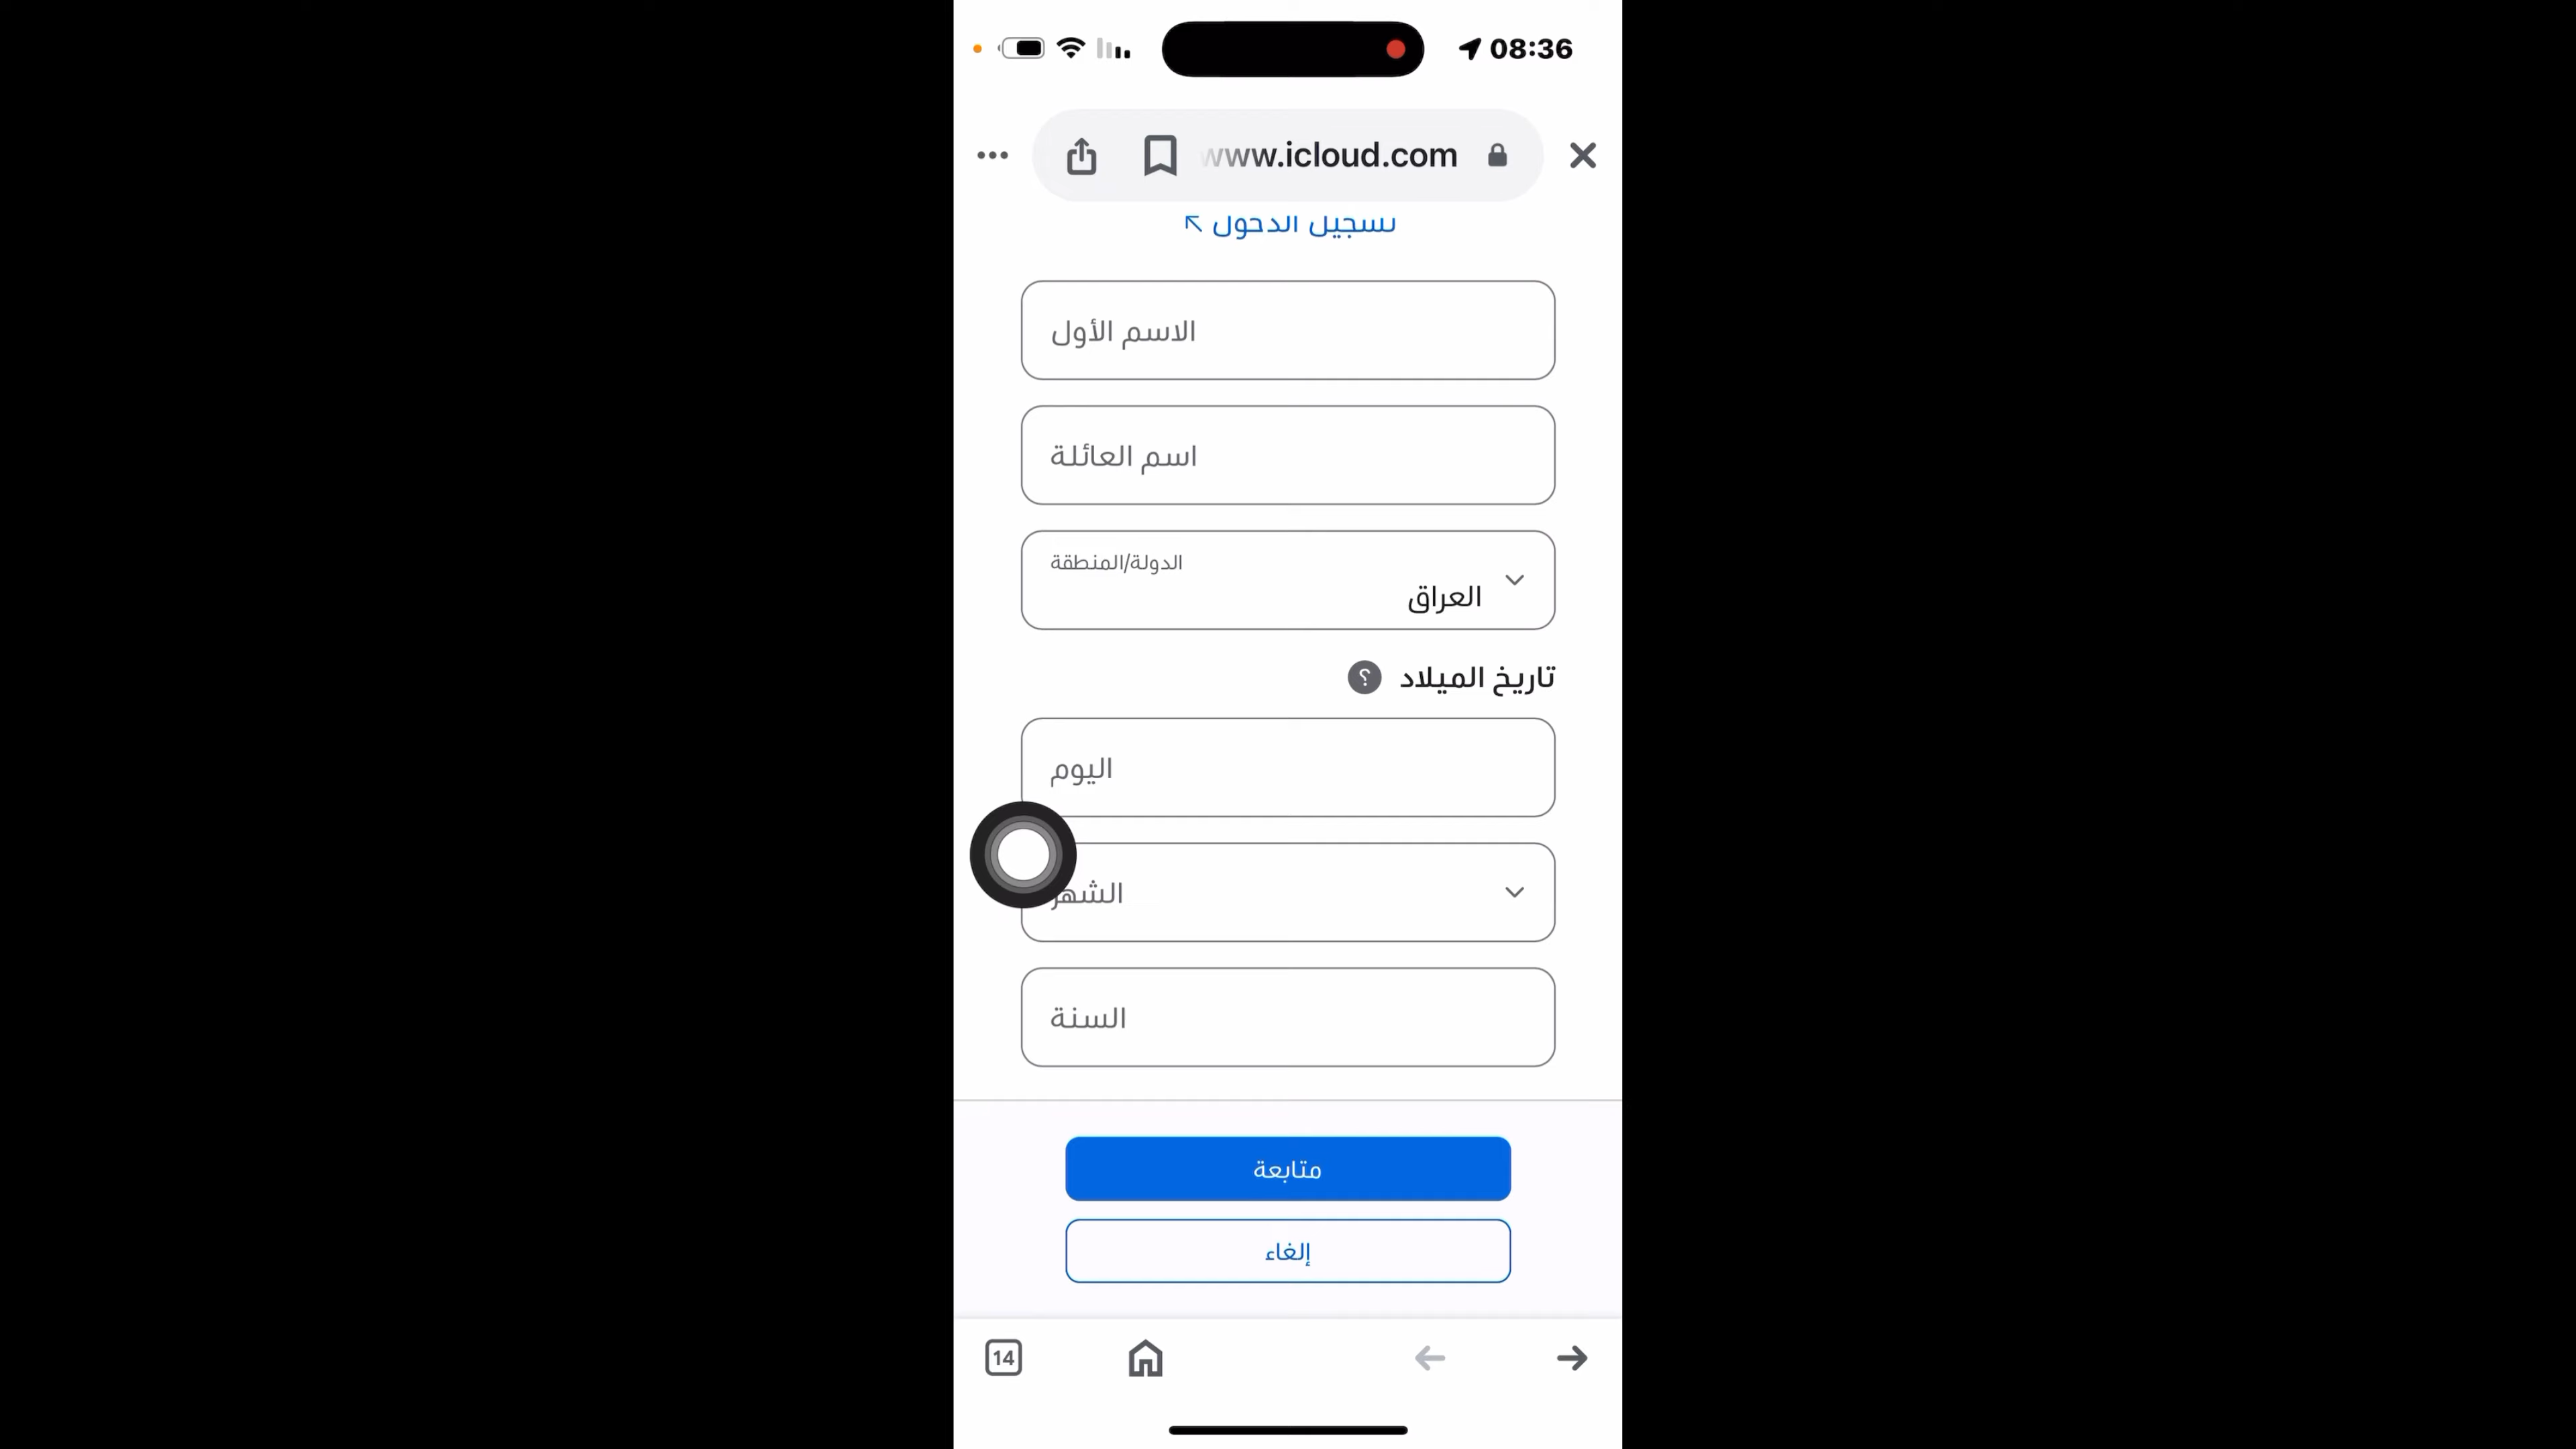 08:36
www.icloud.com
تسجيل الدخول
الاسم الأول
اسم العائلة
الدولة/المنطقة
العراق
تاريخ الميلاد ؟
اليوم
الشهر
السنة
متابعة
إلغاء
14